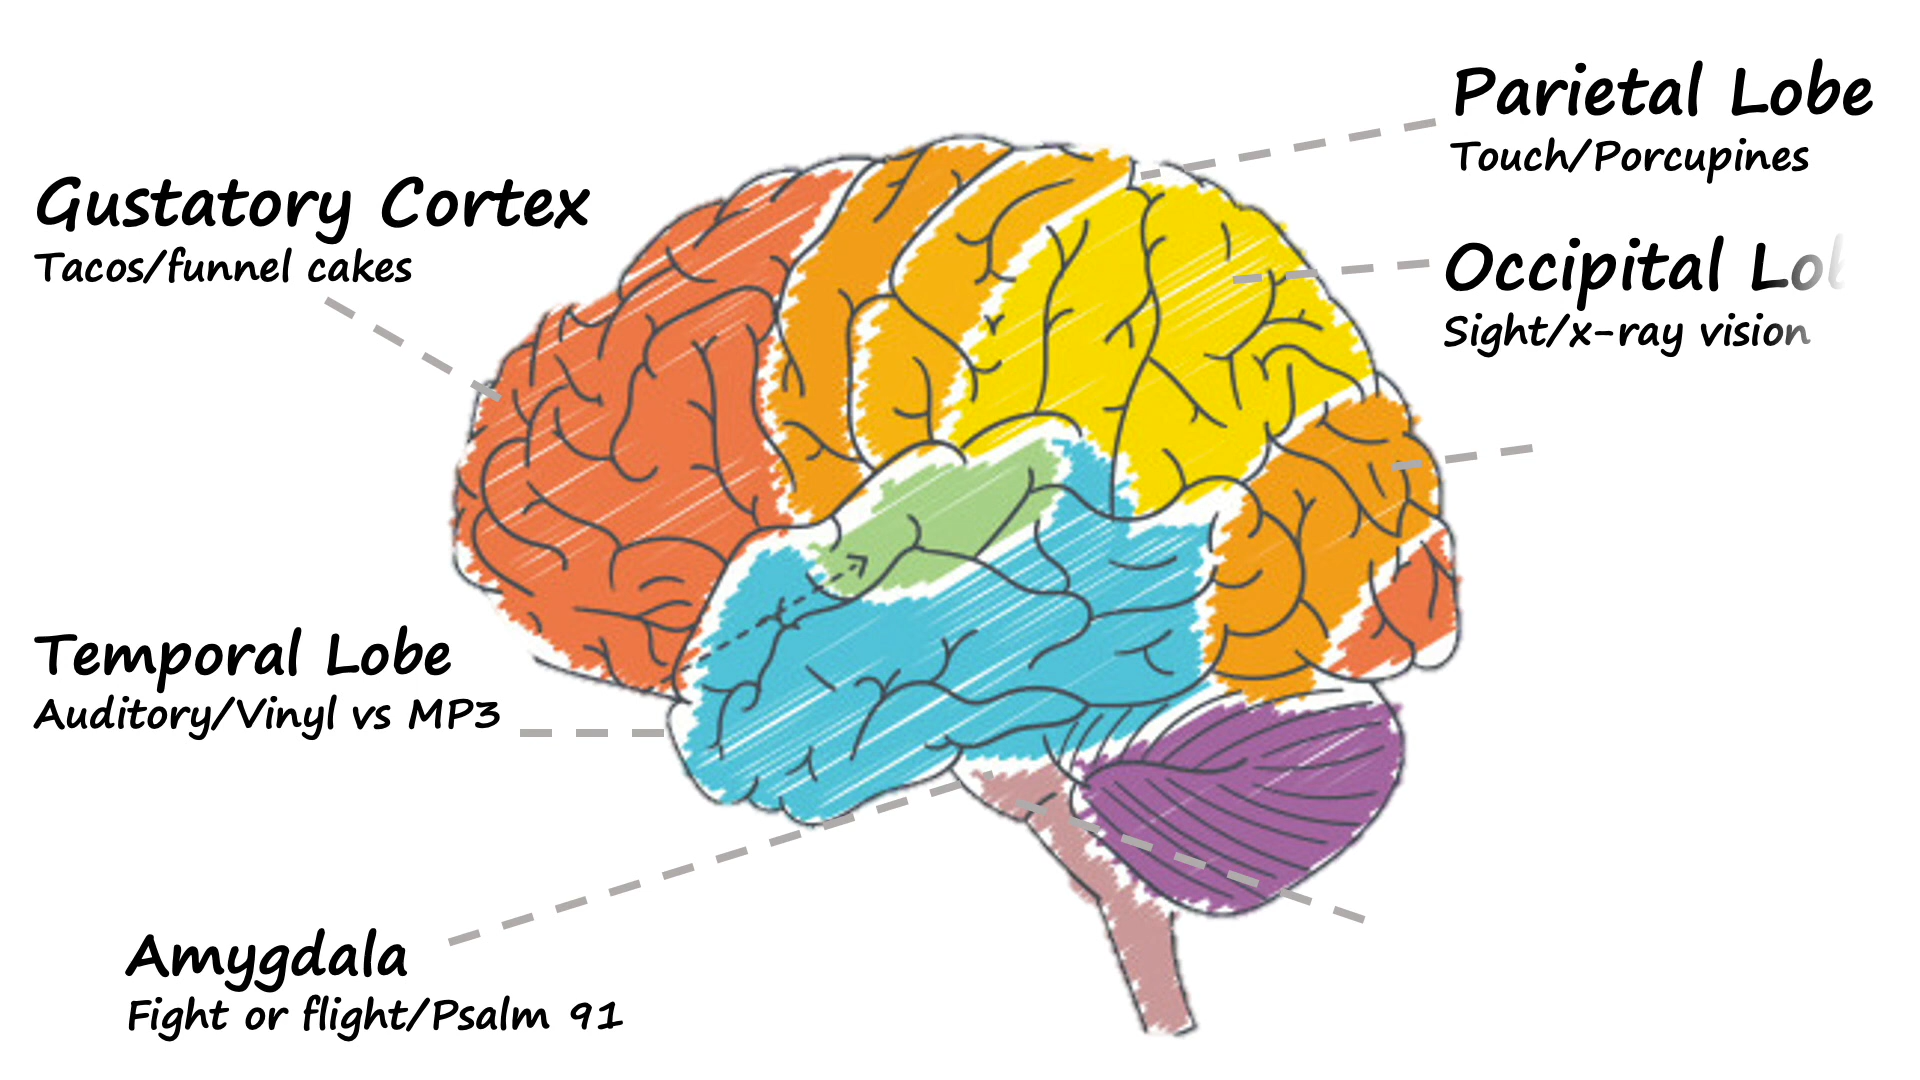 Parietal Lobe
Touch/Porcupines
Gustatory Cortex
Tacos/funnel cakes
Occipital Lob
Sight/x-ray vision
Temporal Lobe
Auditory/Vinyl vs MP3
Amygdala
Fight or flight/Psalm 91